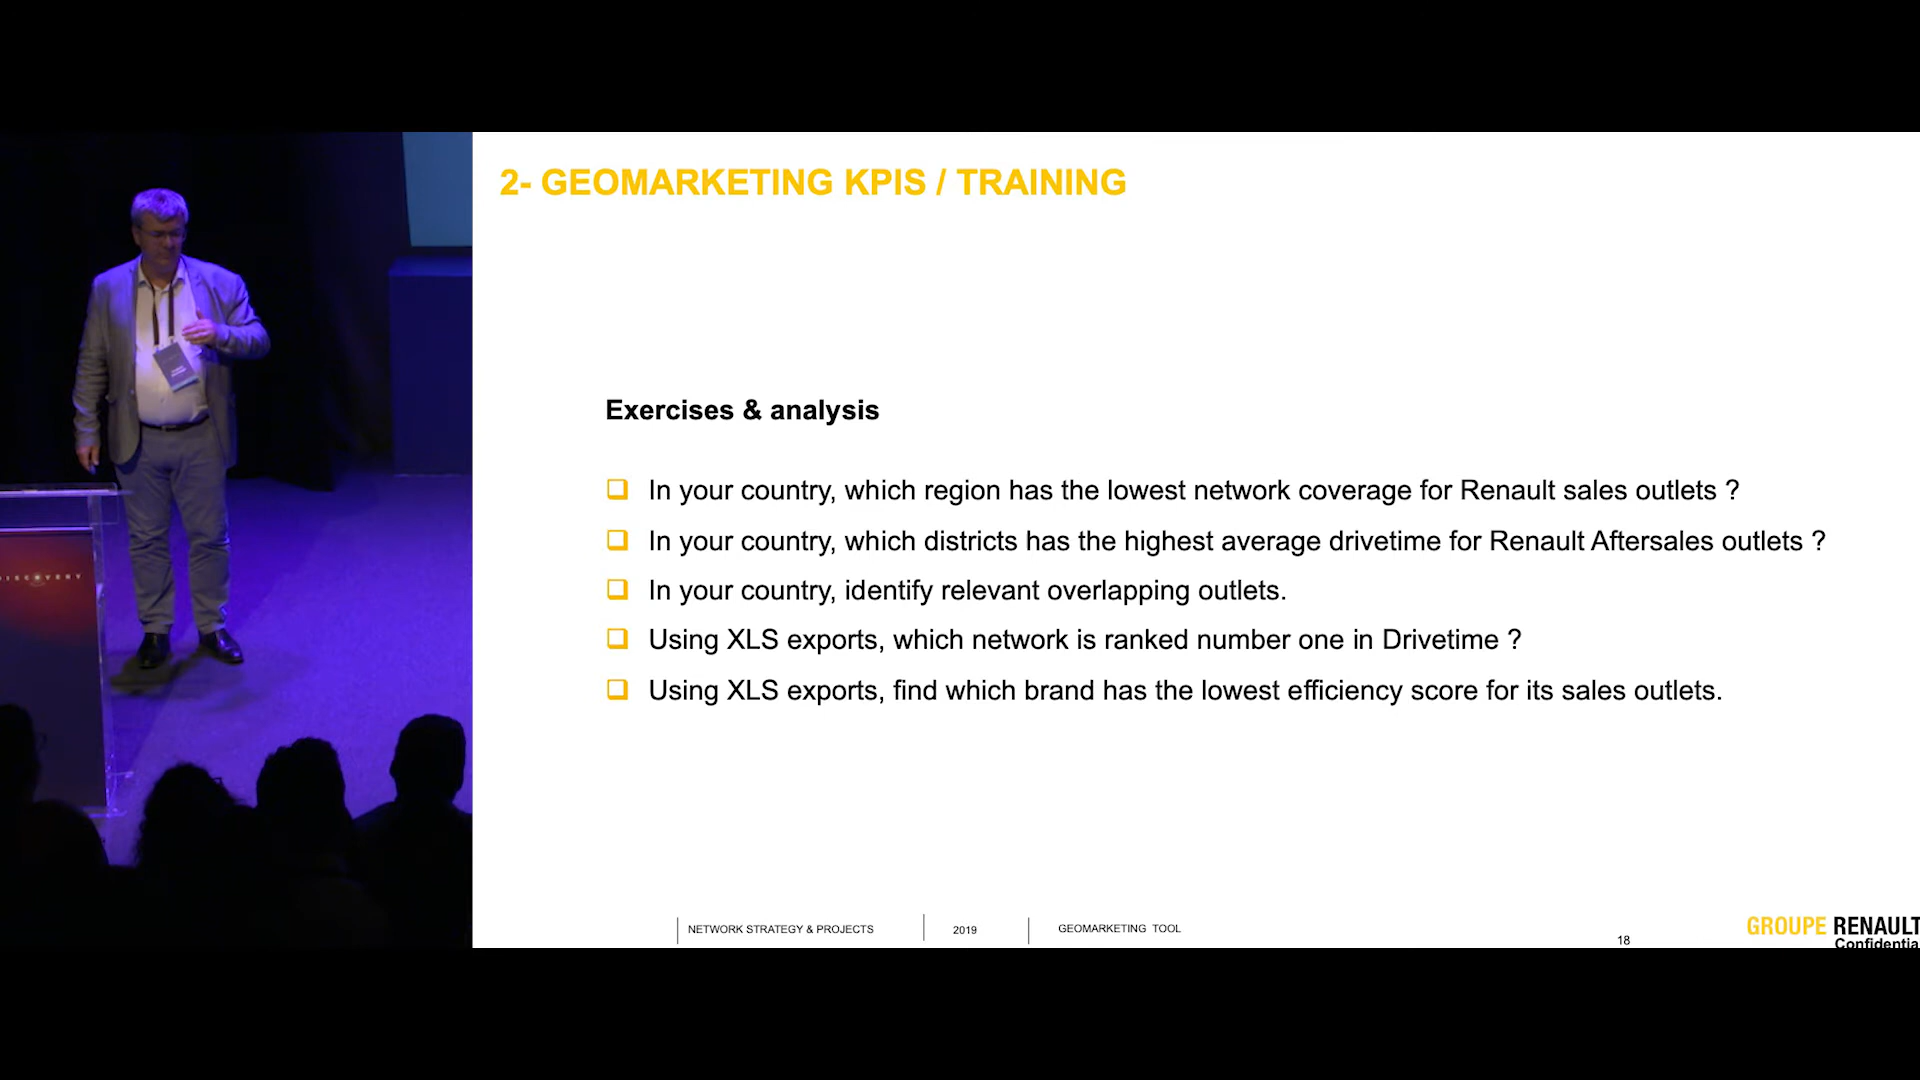 2- GEOMARKETING KPIS / TRAINING
Exercises & analysis
In your country, which region has the lowest network coverage for Renault sales outlets ?
In your country, which districts has the highest average drivetime for Renault Aftersales outlets ?
In your country, identify relevant overlapping outlets.
Using XLS exports, which network is ranked number one in Drivetime ?
Using XLS exports, find which brand has the lowest efficiency score for its sales outlets.
NETWORK STRATEGY & PROJECTS
2019
GEOMARKETING TOOL
18
GROUPE RENAULT
Confidentia
DISCOVERY